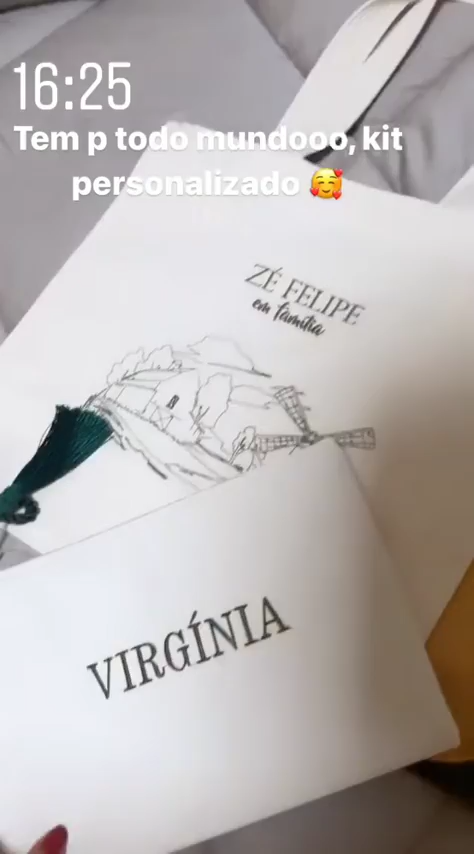 16:25
Tem p todo mundooo, kit
personalizado 🥰
ZÉ FELIPE
em família
VIRGÍNIA